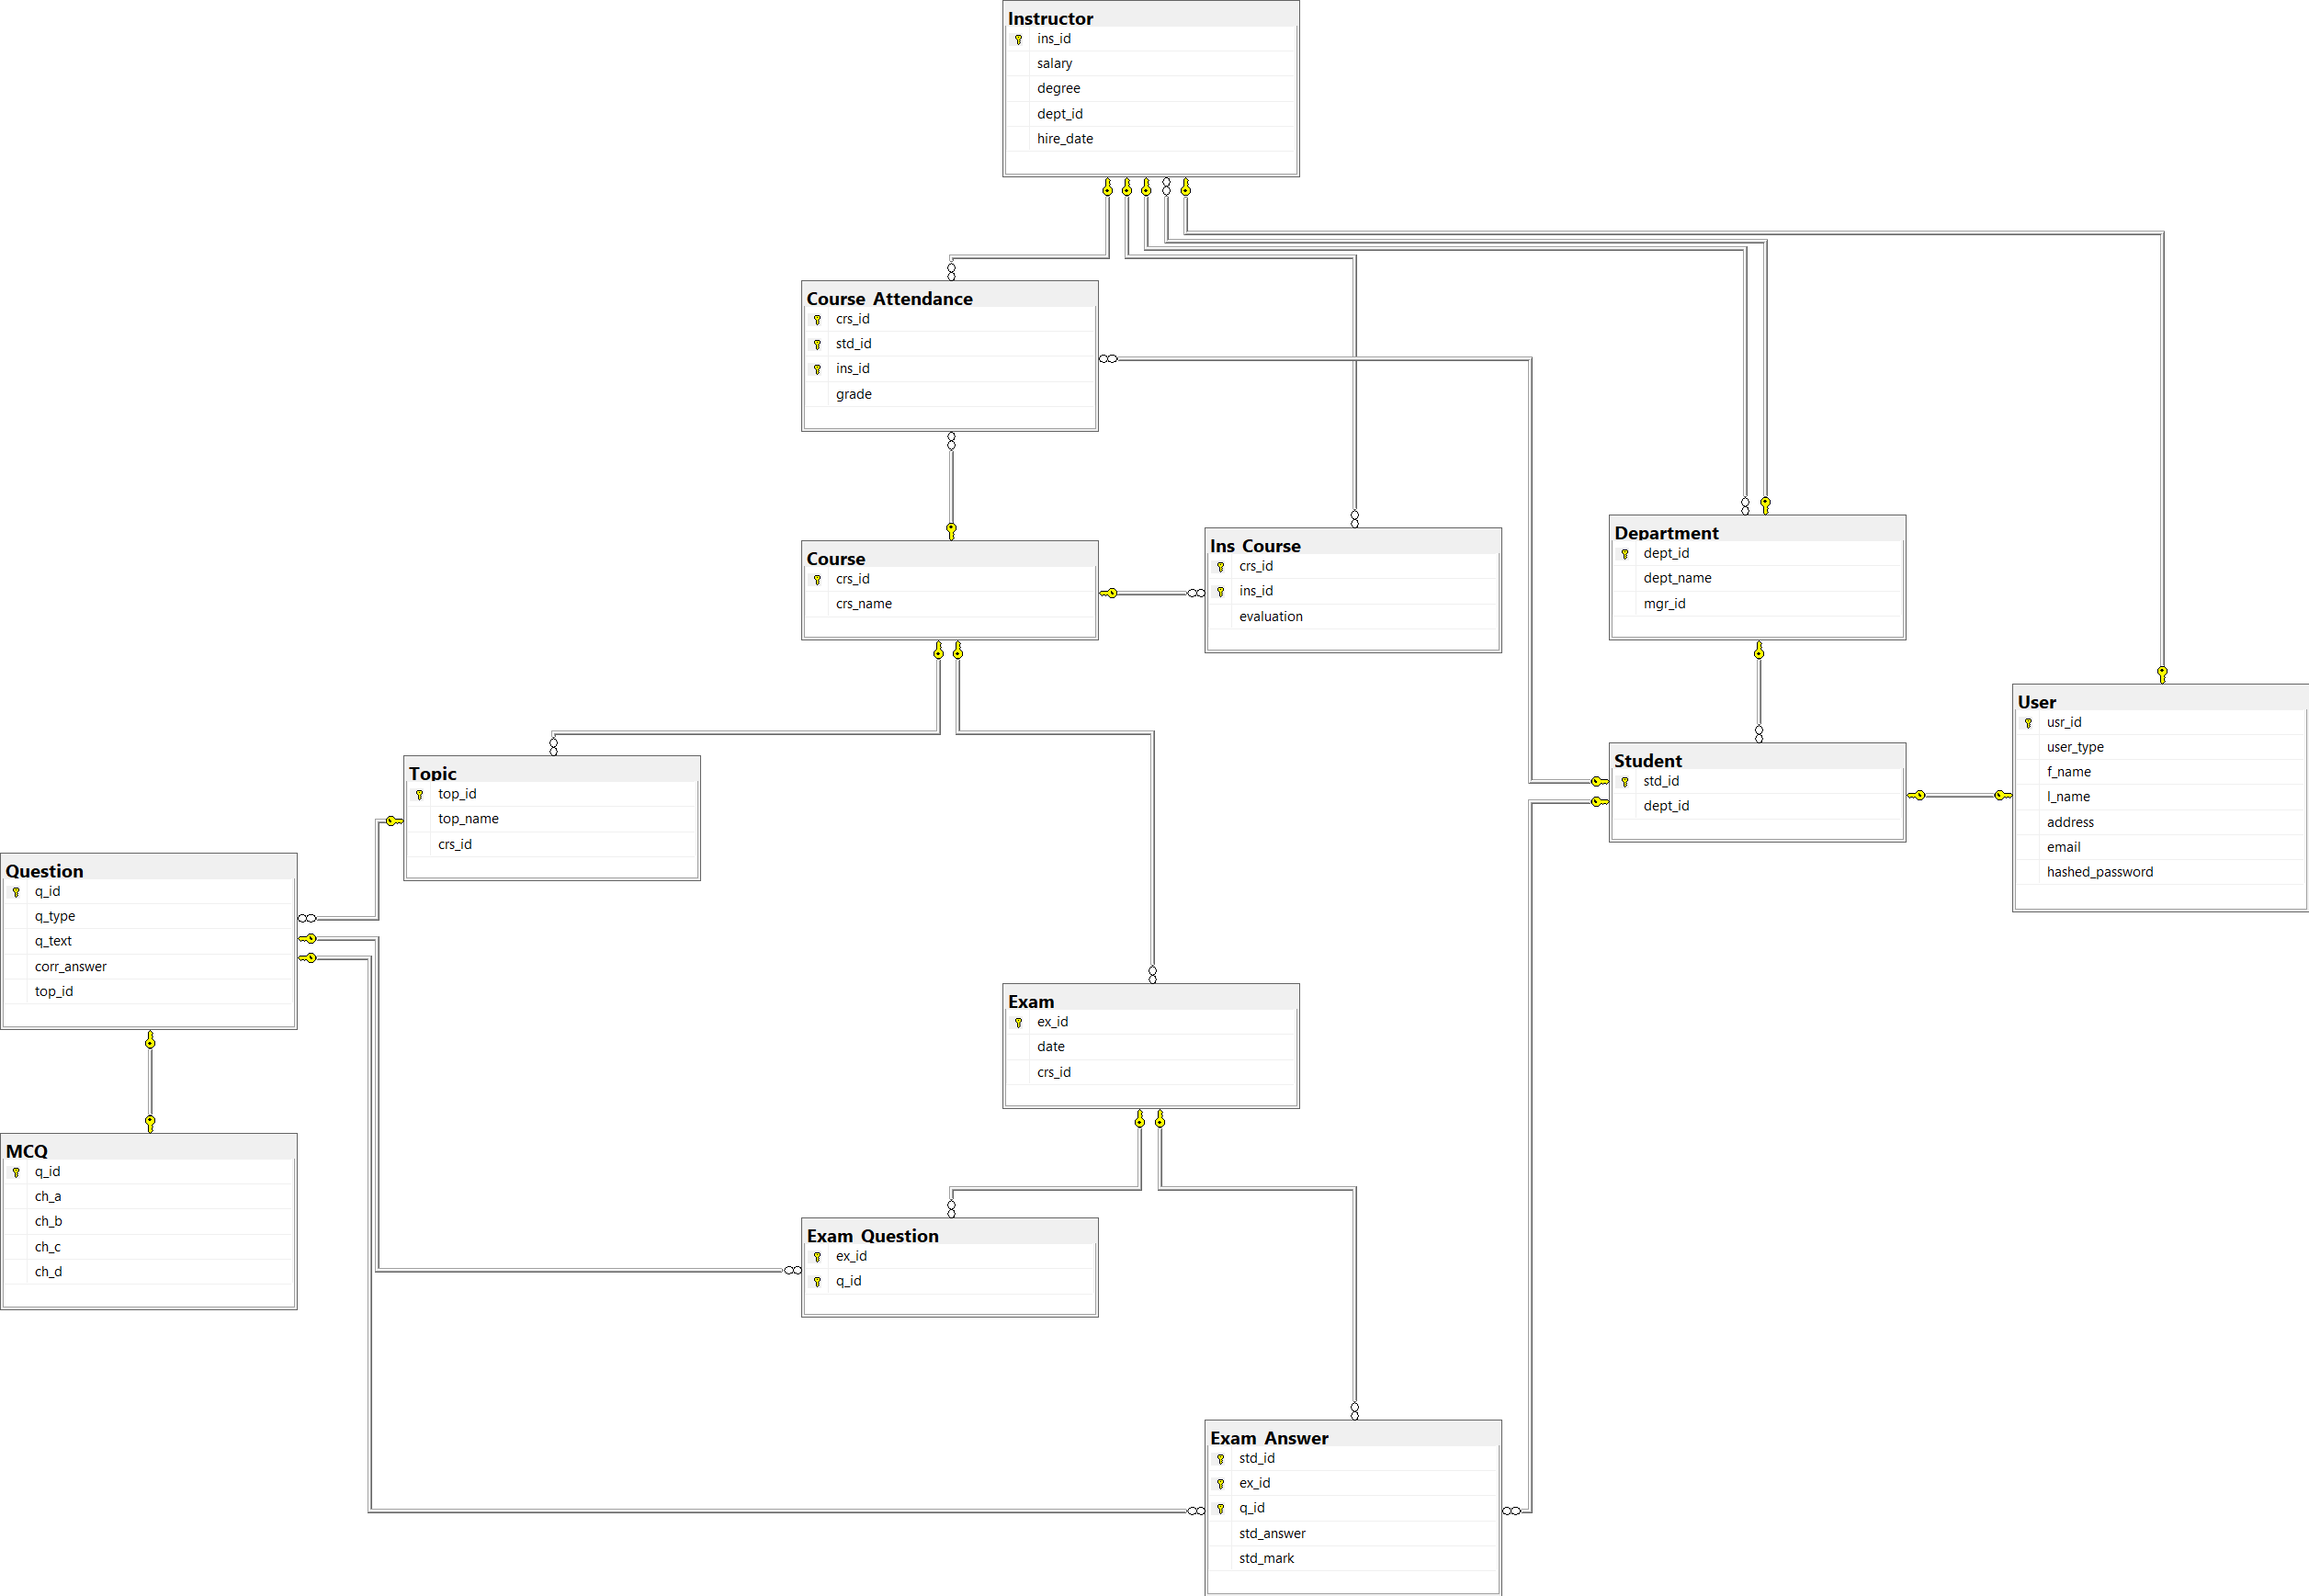 Instructor
ins_id
salary
degree
dept_id
hire_date
Course_Attendance
crs_id
std_id
ins_id
grade
Course
crs_id
crs_name
Ins_Course
crs_id
ins_id
evaluation
Department
dept_id
dept_name
mgr_id
User
usr_id
user_type
f_name
l_name
address
email
hashed_password
Student
std_id
dept_id
Topic
top_id
top_name
crs_id
Question
q_id
q_type
q_text
corr_answer
top_id
Exam
ex_id
date
crs_id
MCQ
q_id
ch_a
ch_b
ch_c
ch_d
Exam_Question
ex_id
q_id
Exam_Answer
std_id
ex_id
q_id
std_answer
std_mark